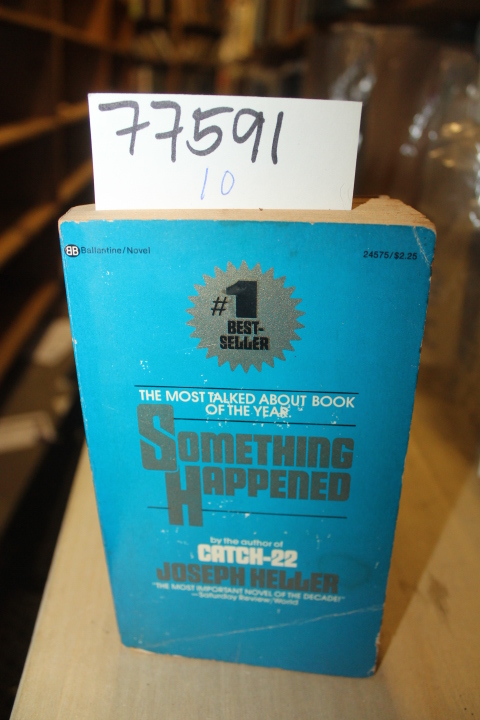 77591
10
BB Ballantine/Novel
24575/$2.25
#1
BEST-
SELLER
THE MOST TALKED ABOUT BOOK
OF THE YEAR.
SOMETHING
HAPPENED
by the author of
CATCH-22
JOSEPH HELLER
"THE MOST IMPORTANT NOVEL OF THE DECADE!"
—Saturday Review/World